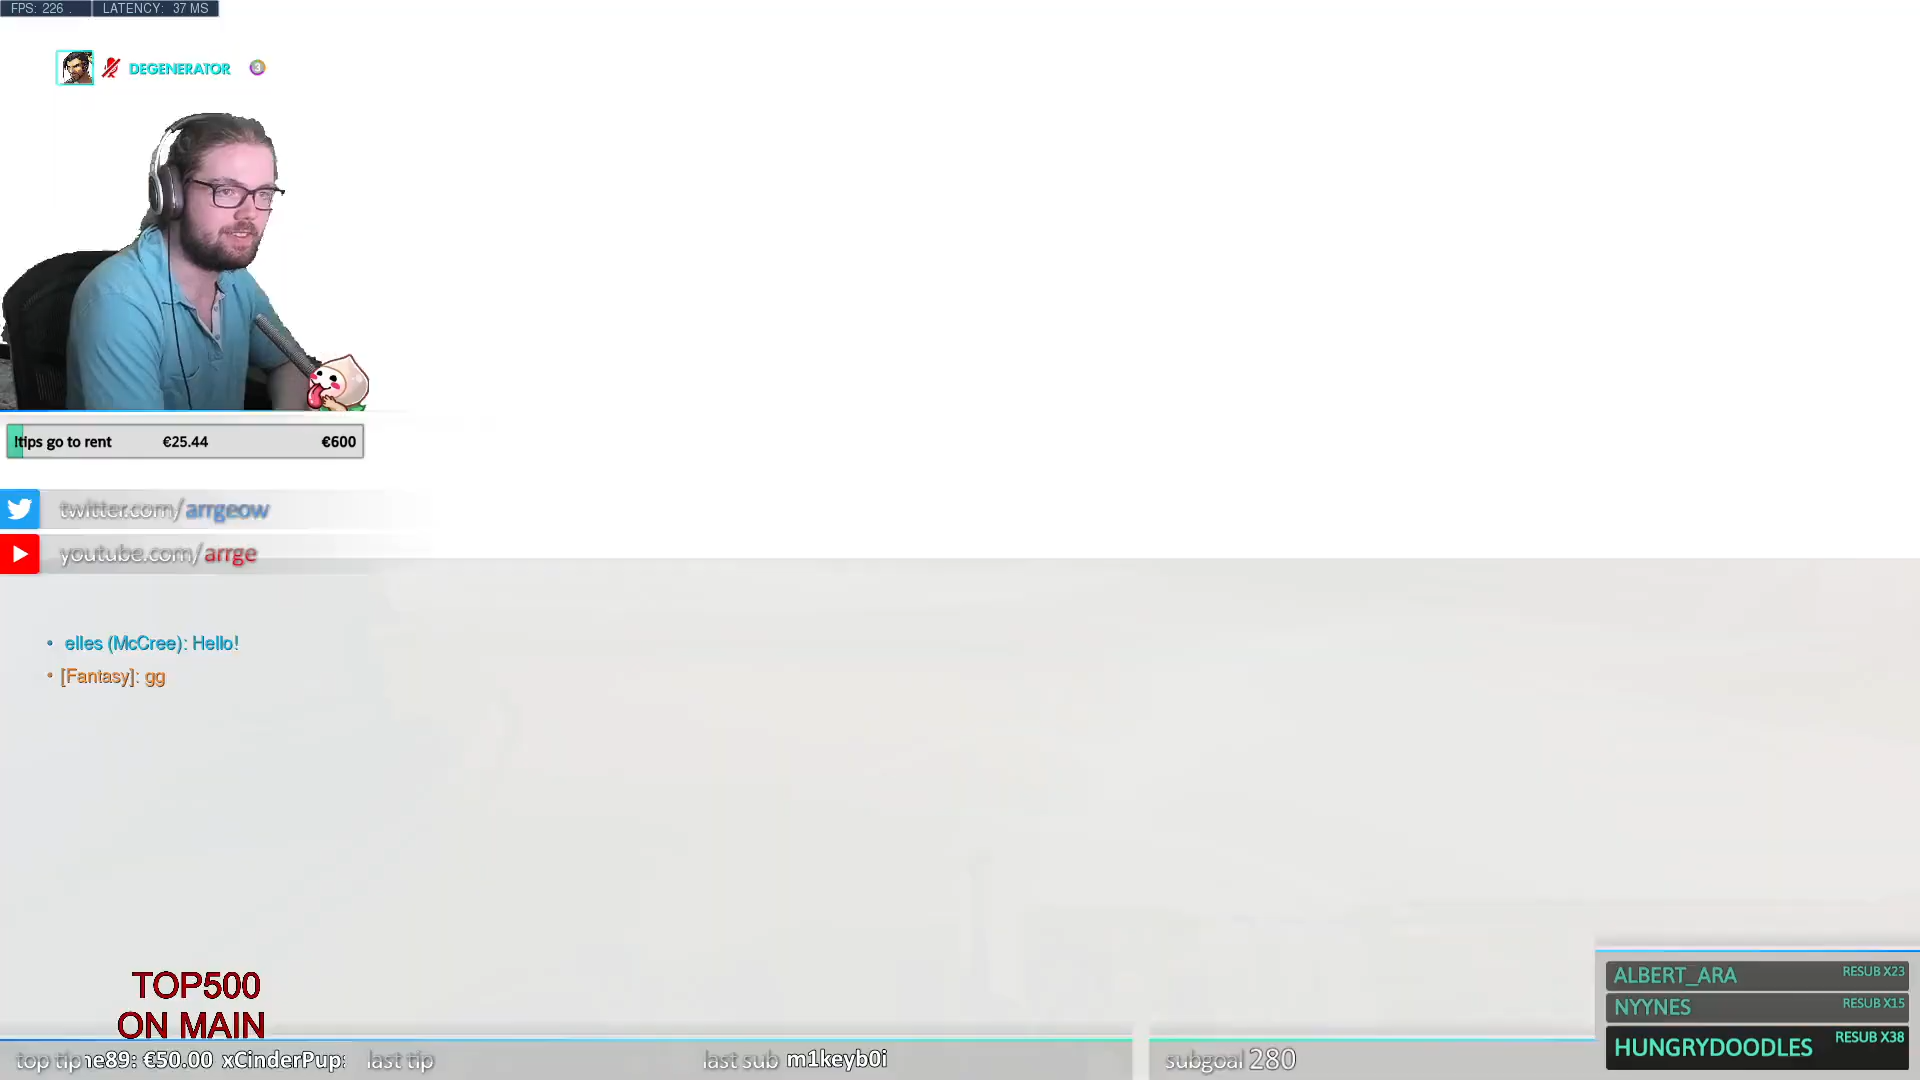 FPS: 226 .
LATENCY: 37 MS
DEGENERATOR
3
!tips go to rent €25.44 €600
twitter.com/arrgeow
youtube.com/arrge
• elles (McCree): Hello!
• [Fantasy]: gg
TOP500
ON MAIN
ALBERT_ARA RESUB X23
NYYNES RESUB X15
HUNGRYDOODLES RESUB X38
top tip ne89: €50.00 xCinderPup:
last tip
last sub m1keyb0i
subgoal 280